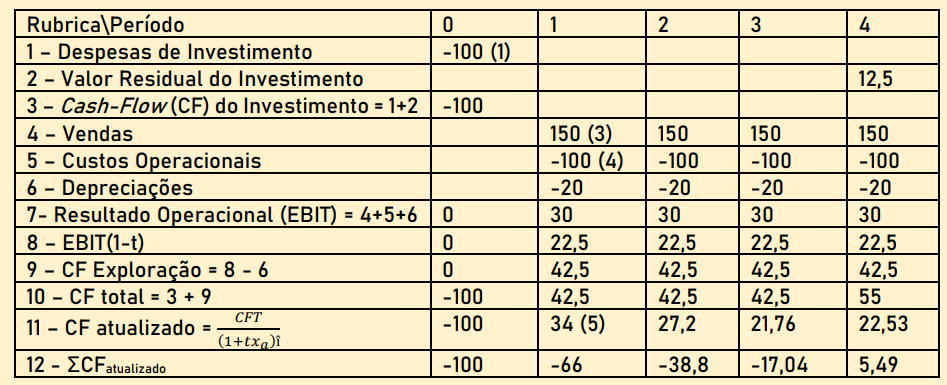 Rubrica\Período 0 1 2 3 4
1 – Despesas de Investimento -100 (1)
2 – Valor Residual do Investimento 12,5
3 – Cash-Flow (CF) do Investimento = 1+2 -100
4 – Vendas 150 (3) 150 150 150
5 – Custos Operacionais -100 (4) -100 -100 -100
6 – Depreciações -20 -20 -20 -20
7- Resultado Operacional (EBIT) = 4+5+6 0 30 30 30 30
8 – EBIT(1-t) 0 22,5 22,5 22,5 22,5
9 – CF Exploração = 8 - 6 0 42,5 42,5 42,5 42,5
10 – CF total = 3 + 9 -100 42,5 42,5 42,5 55
11 – CF atualizado = CFT/(1+txₐ)î -100 34 (5) 27,2 21,76 22,53
12 - ΣCFatualizado -100 -66 -38,8 -17,04 5,49